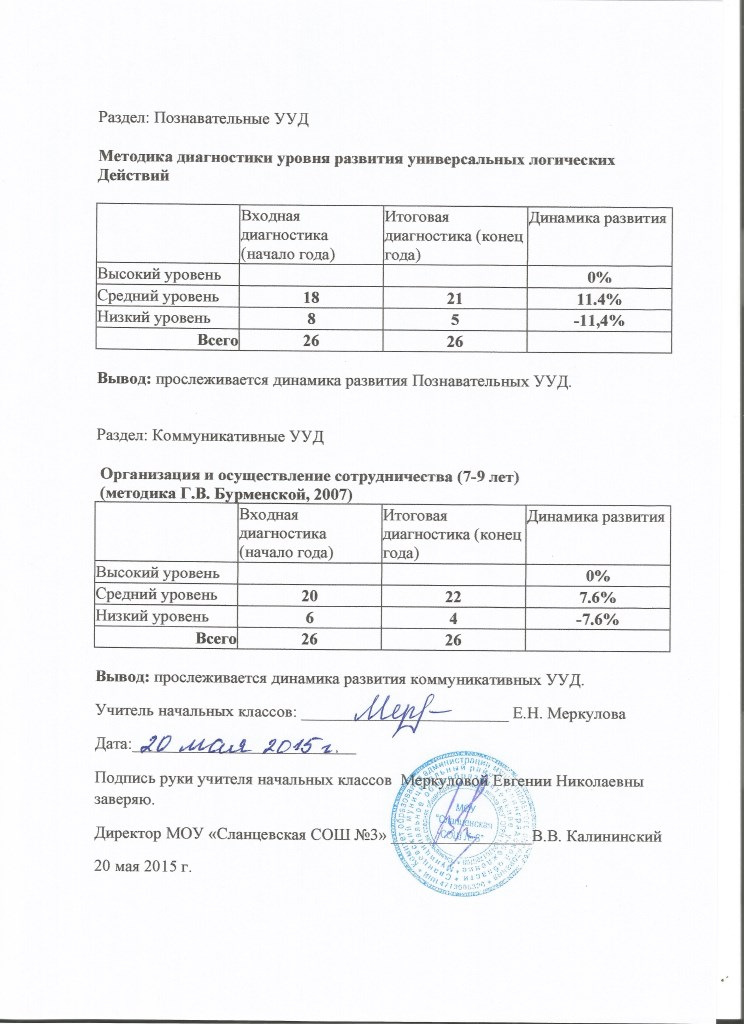 Раздел: Познавательные УУД
Методика диагностики уровня развития универсальных логических
Действий
Входная диагностика (начало года) Итоговая диагностика (конец года) Динамика развития
Высокий уровень 0%
Средний уровень 18 21 11.4%
Низкий уровень 8 5 -11,4%
Всего 26 26
Вывод: прослеживается динамика развития Познавательных УУД.
Раздел: Коммуникативные УУД
Организация и осуществление сотрудничества (7-9 лет)
(методика Г.В. Бурменской, 2007)
Входная диагностика (начало года) Итоговая диагностика (конец года) Динамика развития
Высокий уровень 0%
Средний уровень 20 22 7.6%
Низкий уровень 6 4 -7.6%
Всего 26 26
Вывод: прослеживается динамика развития коммуникативных УУД.
Учитель начальных классов: Е.Н. Меркулова
Дата: 20 мая 2015 г.
Подпись руки учителя начальных классов Меркуловой Евгении Николаевны
заверяю.
Директор МОУ «Сланцевская СОШ №3» В.В. Калининский
20 мая 2015 г.
МОУ
"Сланцевская